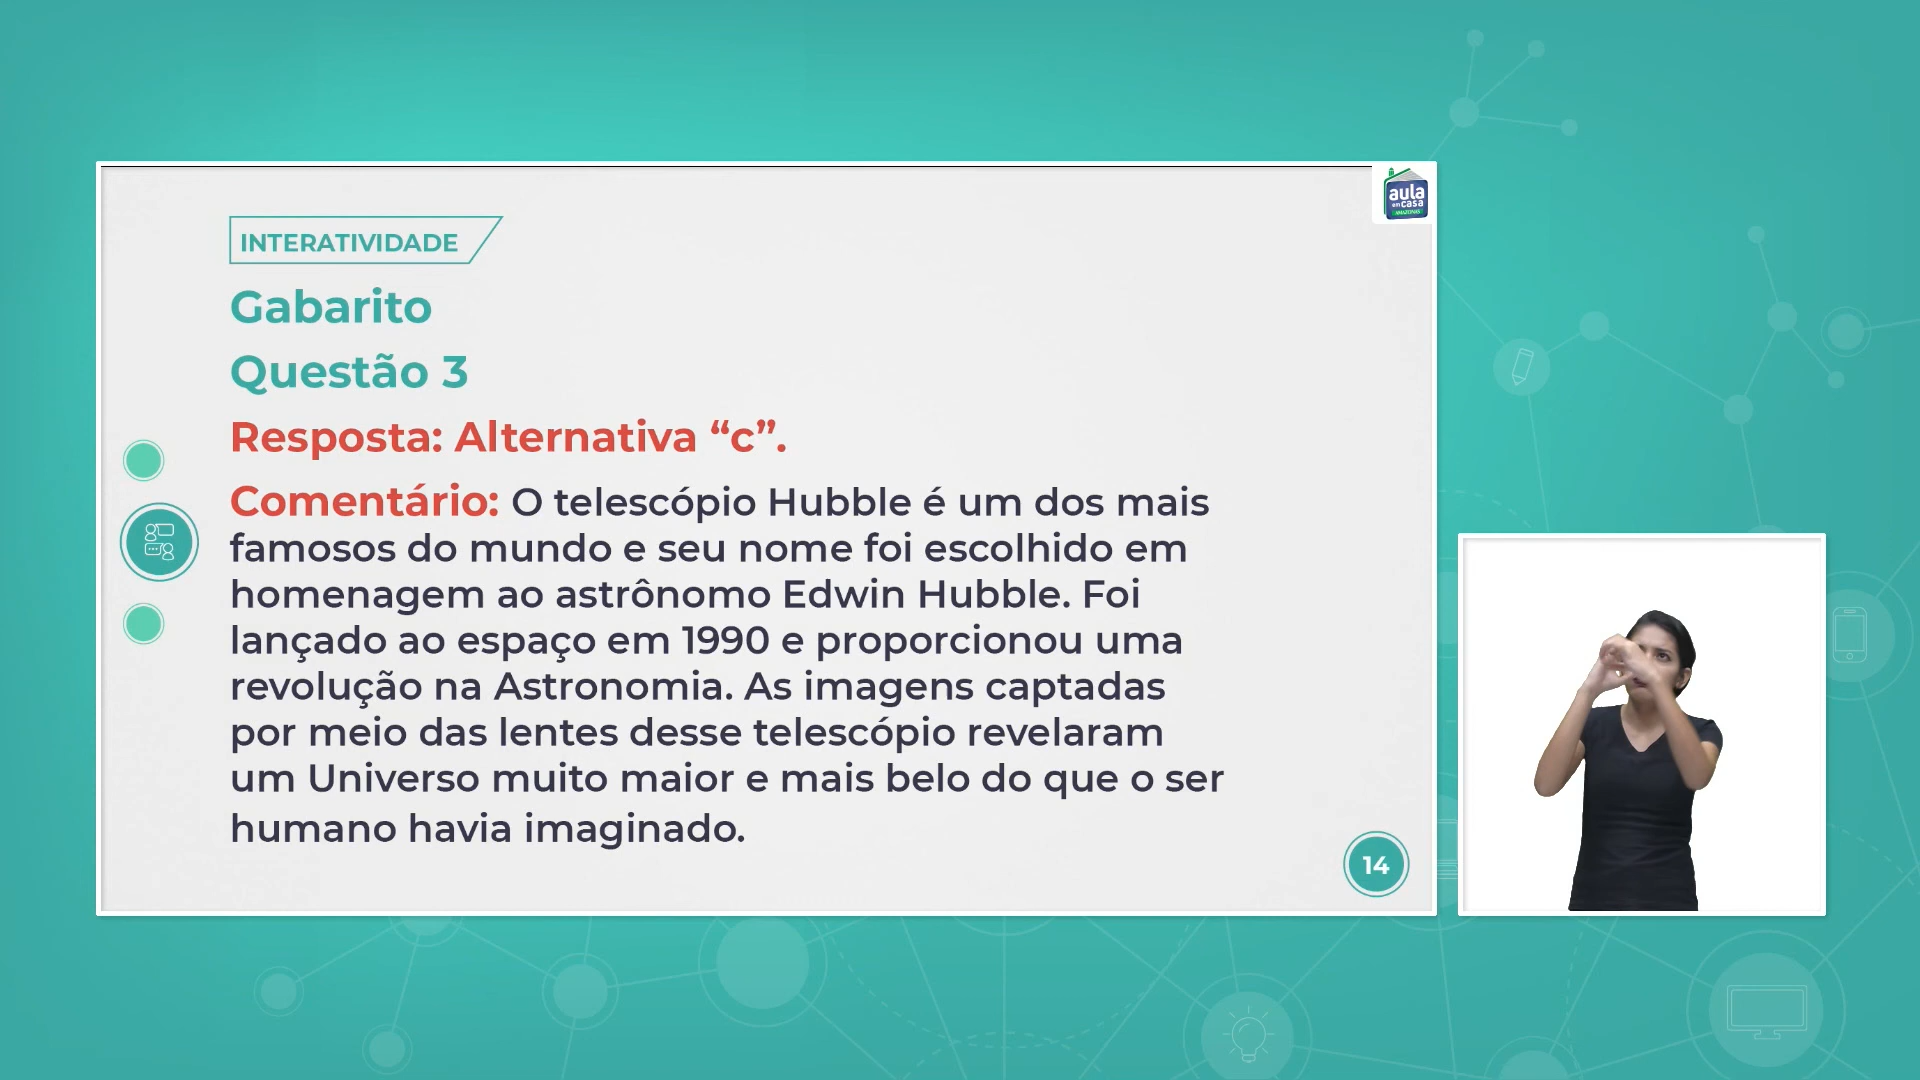 aula
em casa
AMAZONAS
INTERATIVIDADE
Gabarito
Questão 3
Resposta: Alternativa “c”.
Comentário: O telescópio Hubble é um dos mais
famosos do mundo e seu nome foi escolhido em
homenagem ao astrônomo Edwin Hubble. Foi
lançado ao espaço em 1990 e proporcionou uma
revolução na Astronomia. As imagens captadas
por meio das lentes desse telescópio revelaram
um Universo muito maior e mais belo do que o ser
humano havia imaginado.
14